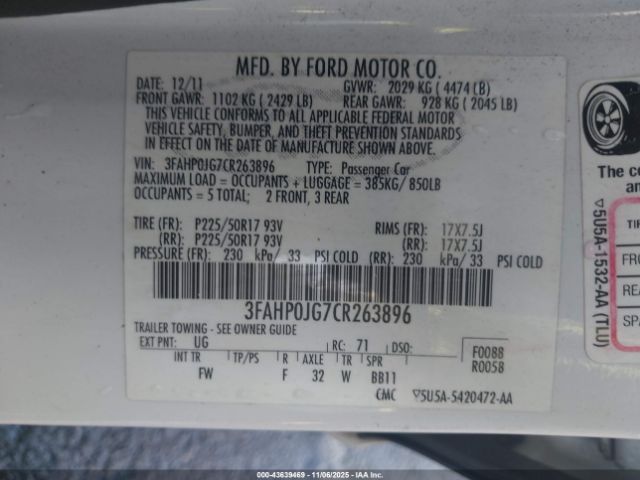 MFD. BY FORD MOTOR CO.
DATE: 12/11 GVWR: 2029 KG ( 4474 LB)
FRONT GAWR: 1102 KG ( 2429 LB) REAR GAWR: 928 KG ( 2045 LB)
THIS VEHICLE CONFORMS TO ALL APPLICABLE FEDERAL MOTOR
VEHICLE SAFETY, BUMPER, AND THEFT PREVENTION STANDARDS
IN EFFECT ON THE DATE OF MANUFACTURE SHOWN ABOVE.
VIN: 3FAHP0JG7CR263896 TYPE: Passenger Car
MAXIMUM LOAD = OCCUPANTS + LUGGAGE = 385KG/ 850LB
OCCUPANTS = 5 TOTAL; 2 FRONT, 3 REAR
TIRE (FR): P225/50R17 93V RIMS (FR): 17X7.5J
(RR): P225/50R17 93V (RR): 17X7.5J
PRESSURE (FR): 230 kPa/ 33 PSI COLD (RR): 230 kPa/ 33 PSI COLD
3FAHP0JG7CR263896
TRAILER TOWING - SEE OWNER GUIDE
EXT PNT: UG RC: 71 DSO: F0088
R0058
INT TR TP/PS R AXLE TR SPR
FW F 32 W BB11
CMC ▽5U5A-5420472-AA
The co
an
▽5U5A-1532-AA (TLU)
TI
FRO
REA
SPA
000-43639469 11/06/2025 IAAI, Inc.